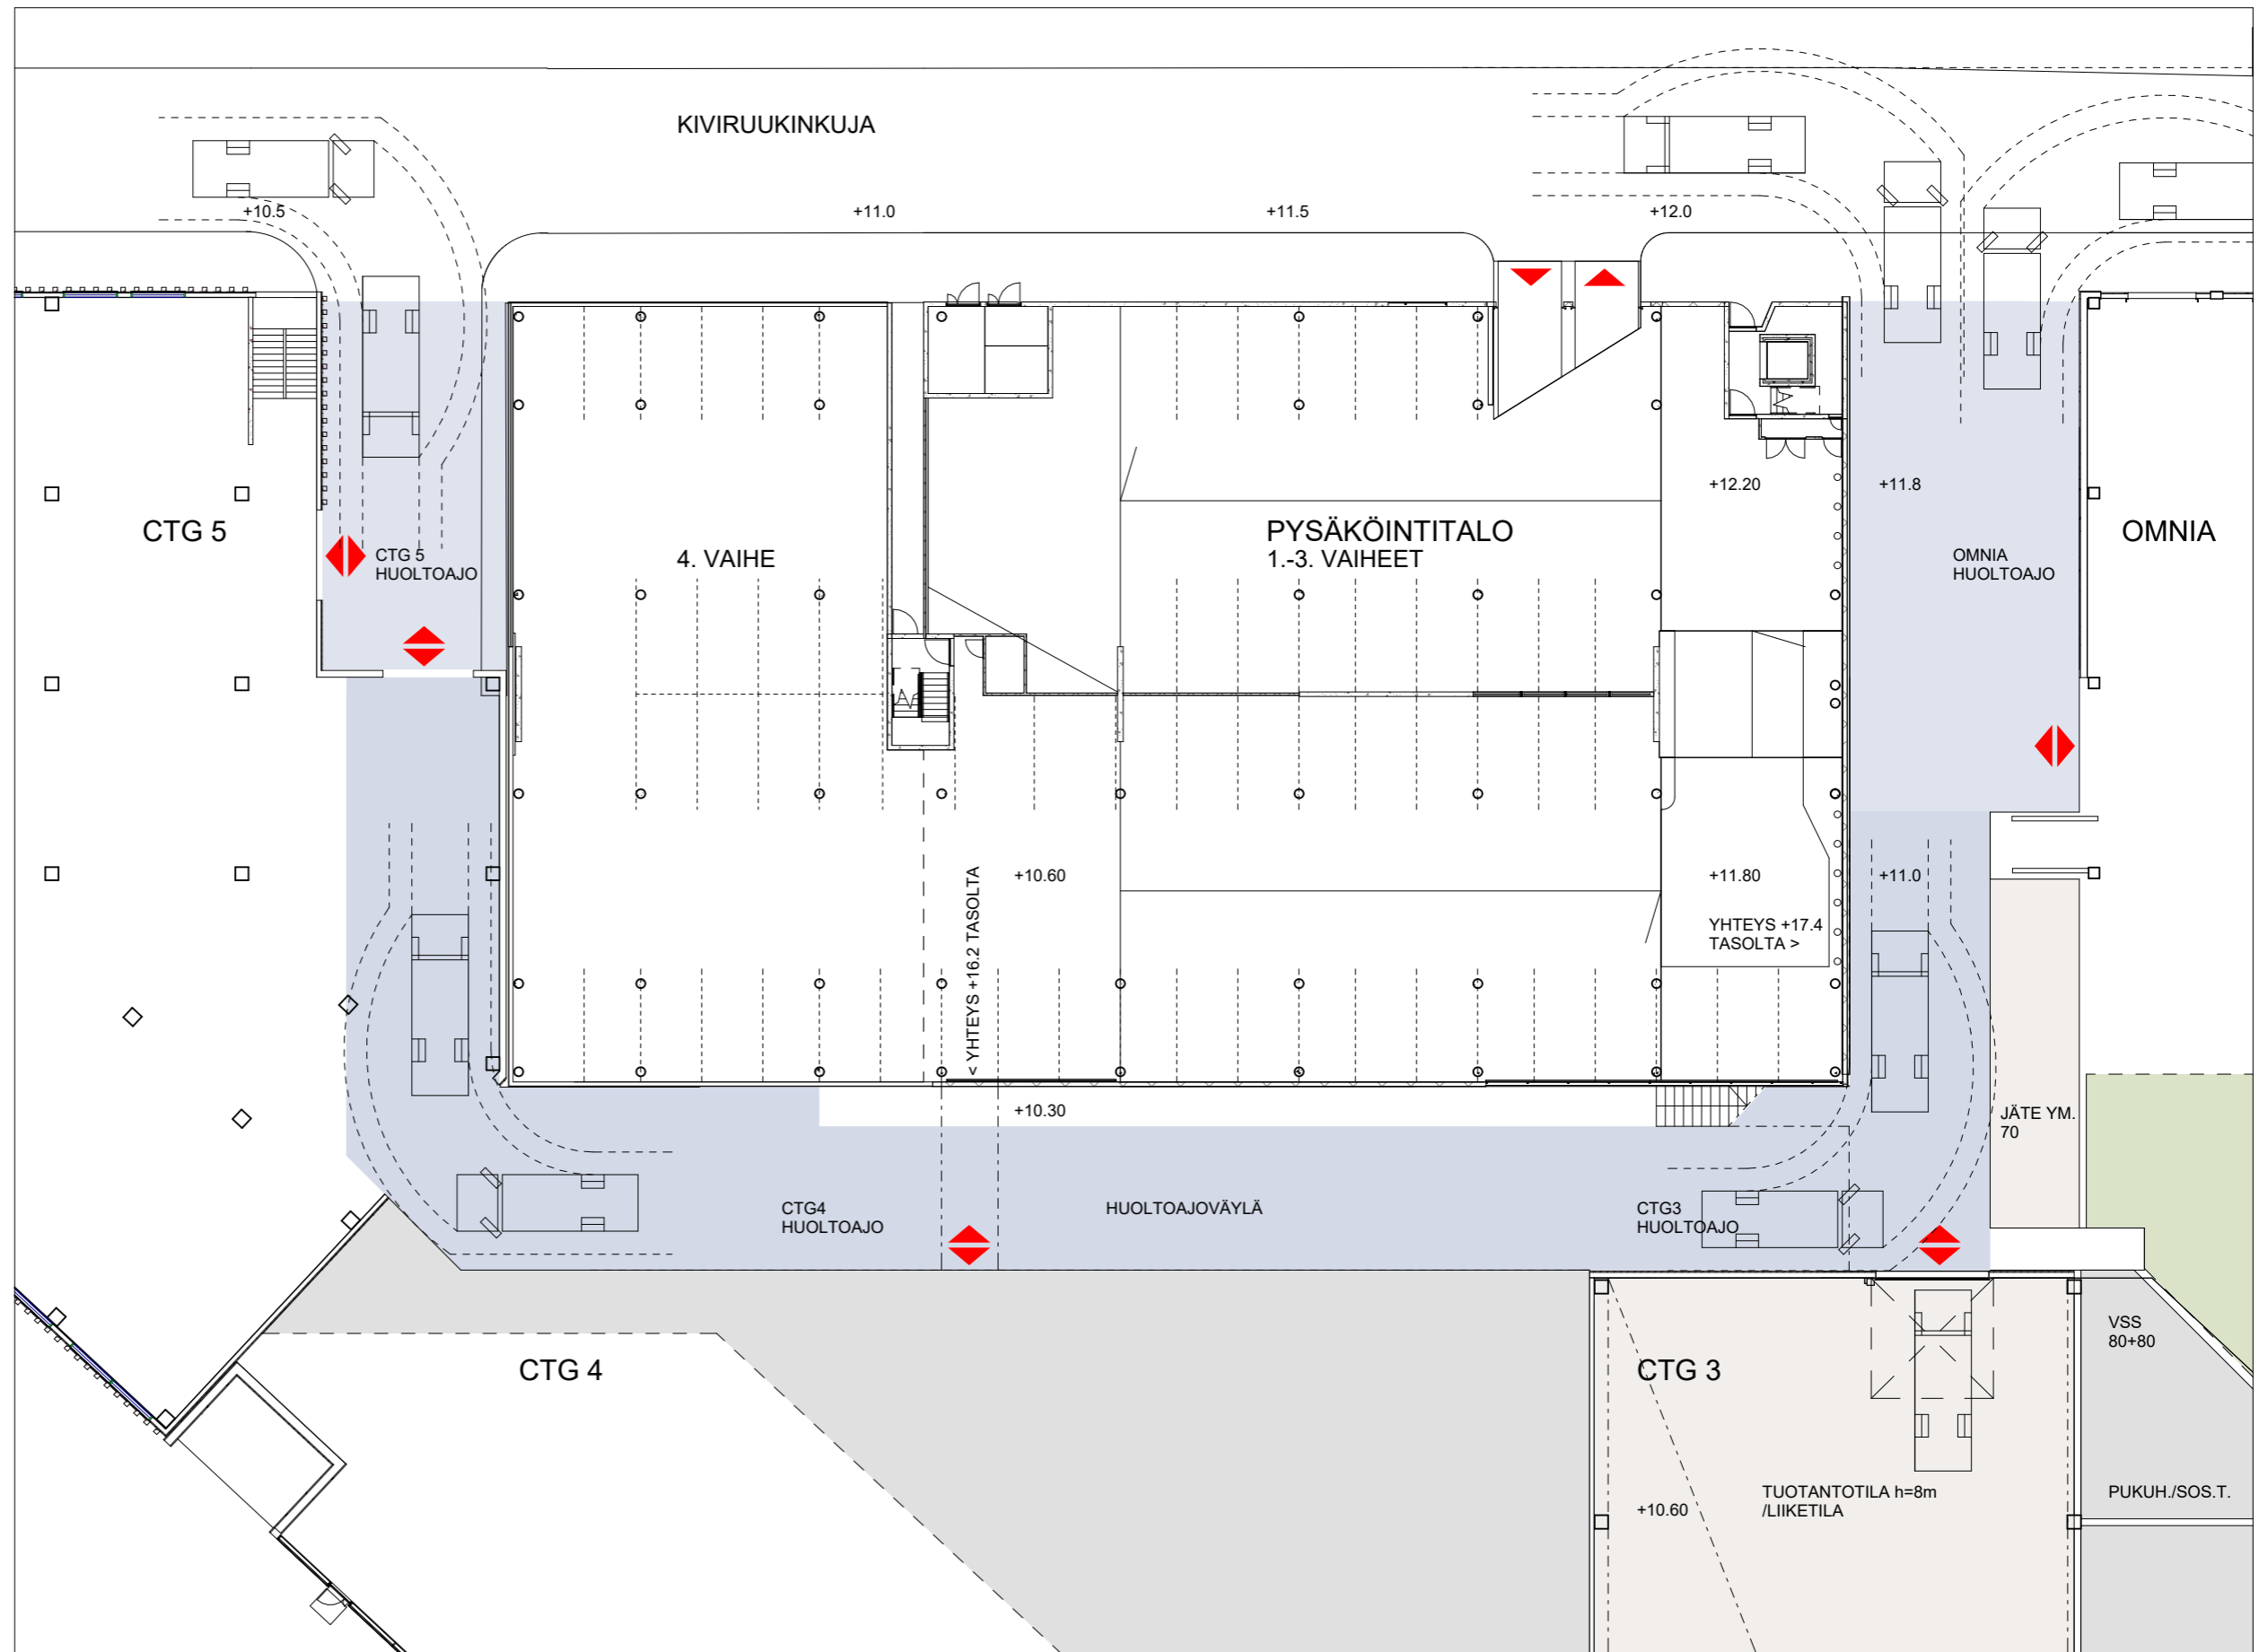 KIVIRUUKINKUJA
+10.5
+11.0
+11.5
+12.0
CTG 5
CTG 5
HUOLTOAJO
4. VAIHE
PYSÄKÖINTITALO
1.-3. VAIHEET
+12.20
+11.8
OMNIA
HUOLTOAJO
OMNIA
< YHTEYS +16.2 TASOLTA
+10.60
+11.80
+11.0
YHTEYS +17.4
TASOLTA >
+10.30
JÄTE YM.
70
CTG4
HUOLTOAJO
HUOLTOAJOVÄYLÄ
CTG3
HUOLTOAJO
CTG 4
CTG 3
VSS
80+80
+10.60
TUOTANTOTILA h=8m
/LIIKETILA
PUKUH./SOS.T.